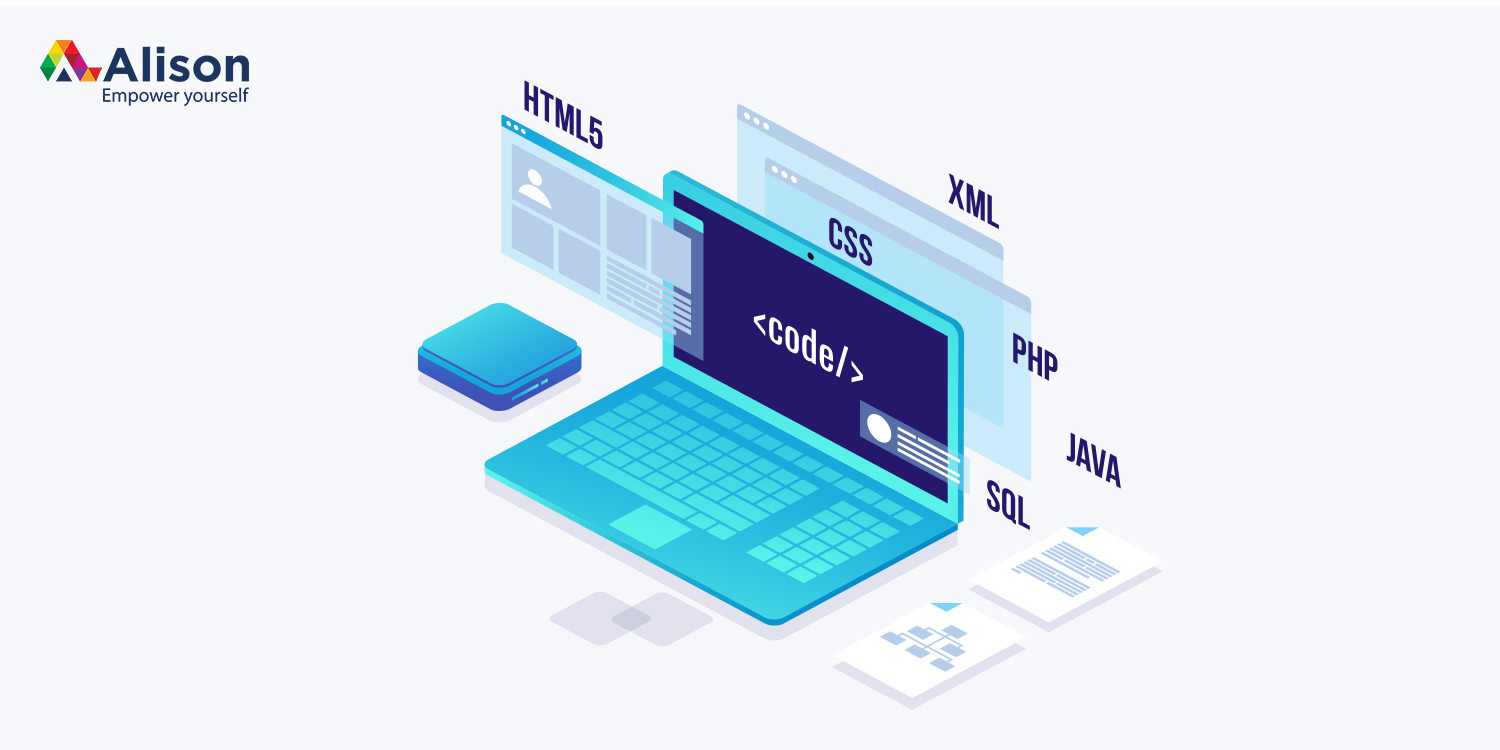 Alison
Empower yourself
HTML5
XML
CSS
<code/>
PHP
JAVA
SQL